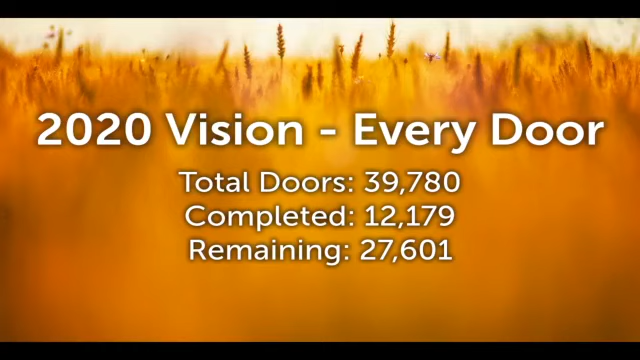 2020 Vision - Every Door
Total Doors: 39,780
Completed: 12,179
Remaining: 27,601